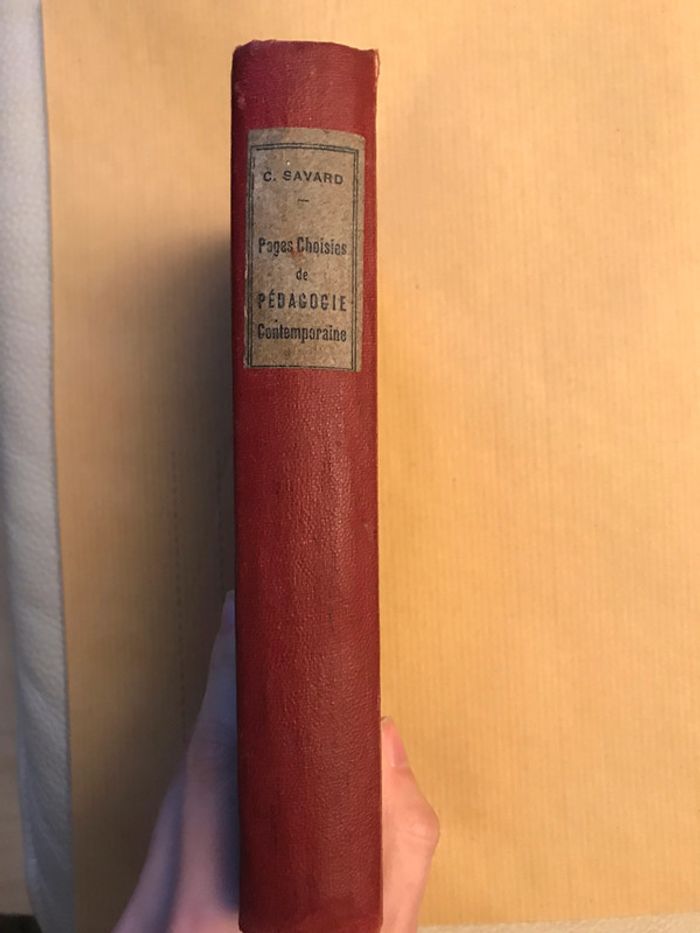 C. SAVARD
—
Pages Choisies
de
PÉDAGOGIE
Contemporaine